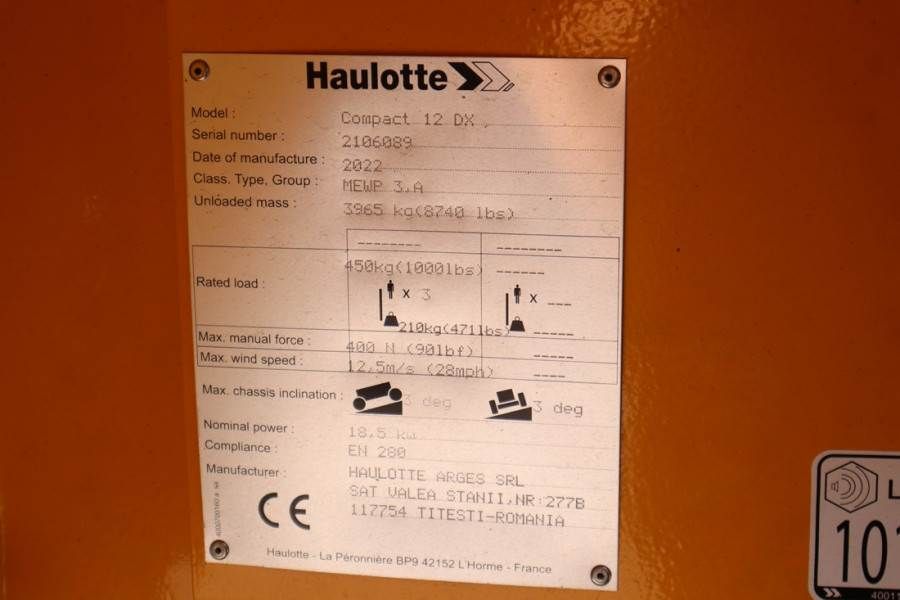 Haulotte
Model : Compact 12 DX
Serial number : 2106089
Date of manufacture : 2022
Class. Type, Group : MEWP 3.A
Unloaded mass : 3965 kg(8740 lbs)
-------- --------
450kg(1000lbs) ------
Rated load : x 3 x ---
210kg(471lbs) -----
Max. manual force : 400 N (90lbf) -----
Max. wind speed : 12.5m/s (28mph) ----
Max. chassis inclination : 3 deg 3 deg
Nominal power : 18.5 kw
Compliance : EN 280
Manufacturer : HAULOTTE ARGES SRL
SAT VALEA STANII,NR:277B
117754 TITESTI-ROMANIA
CE
Haulotte - La Péronnière BP9 42152 L'Horme - France
L
101